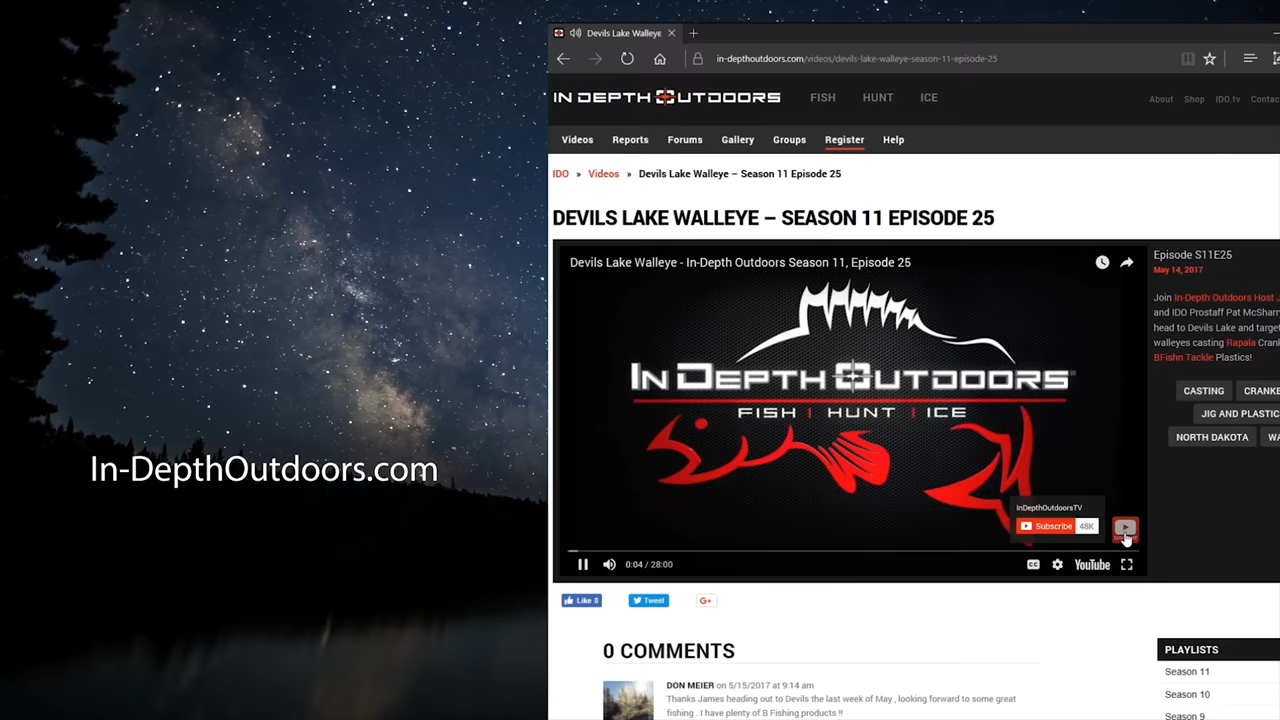 Devils Lake Walleye
in-depthoutdoors.com/videos/devils-lake-walleye-season-11-episode-25
IN DEPTH OUTDOORS FISH HUNT ICE
About Shop IDO.tv Contac
Videos Reports Forums Gallery Groups Register Help
IDO » Videos » Devils Lake Walleye – Season 11 Episode 25
DEVILS LAKE WALLEYE – SEASON 11 EPISODE 25
Devils Lake Walleye - In-Depth Outdoors Season 11, Episode 25
IN DEPTH OUTDOORS
FISH | HUNT | ICE
InDepthOutdoorsTV
Subscribe 48K
0:04 / 28:00
CC
YouTube
Episode S11E25
May 14, 2017
Join In-Depth Outdoors Host J
and IDO Prostaff Pat McSharr
head to Devils Lake and target
walleyes casting Rapala Crank
BFishn Tackle Plastics!
CASTING CRANKE
JIG AND PLASTIC
NORTH DAKOTA WA
In-DepthOutdoors.com
Like 8 Tweet G+
0 COMMENTS
DON MEIER on 5/15/2017 at 9:14 am
Thanks James heading out to Devils the last week of May , looking forward to some great
fishing . I have plenty of B Fishing products !!
PLAYLISTS
Season 11
Season 10
Season 9